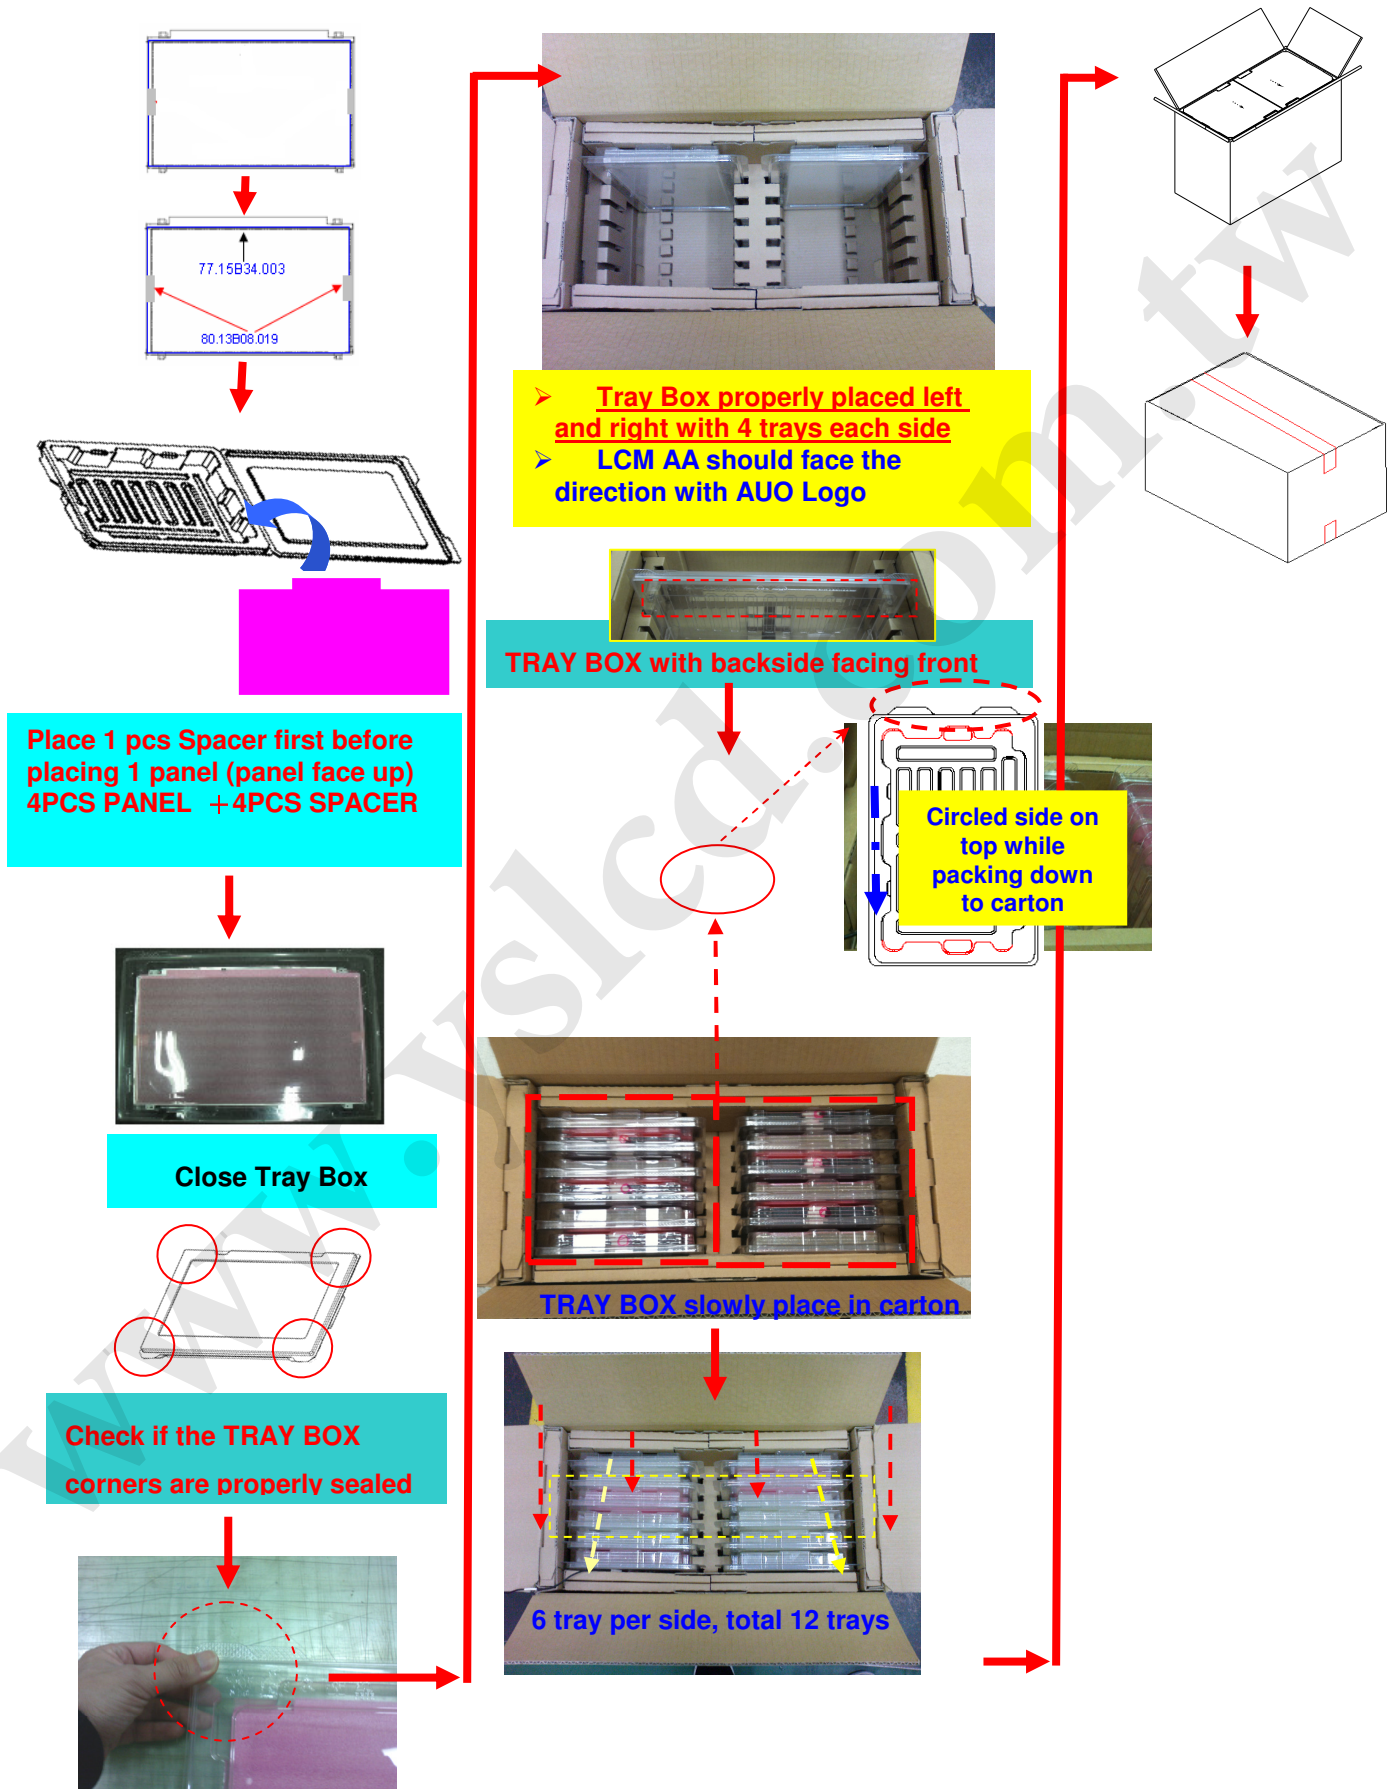 77.15B34.003
80.13B08.019
Place 1 pcs Spacer first before
placing 1 panel (panel face up)
4PCS PANEL +4PCS SPACER
Close Tray Box
Check if the TRAY BOX
corners are properly sealed
➢ Tray Box properly placed left
and right with 4 trays each side
➢ LCM AA should face the
direction with AUO Logo
TRAY BOX with backside facing front
Circled side on
top while
packing down
to carton
TRAY BOX slowly place in carton
6 tray per side, total 12 trays
www.yslcd.com.tw